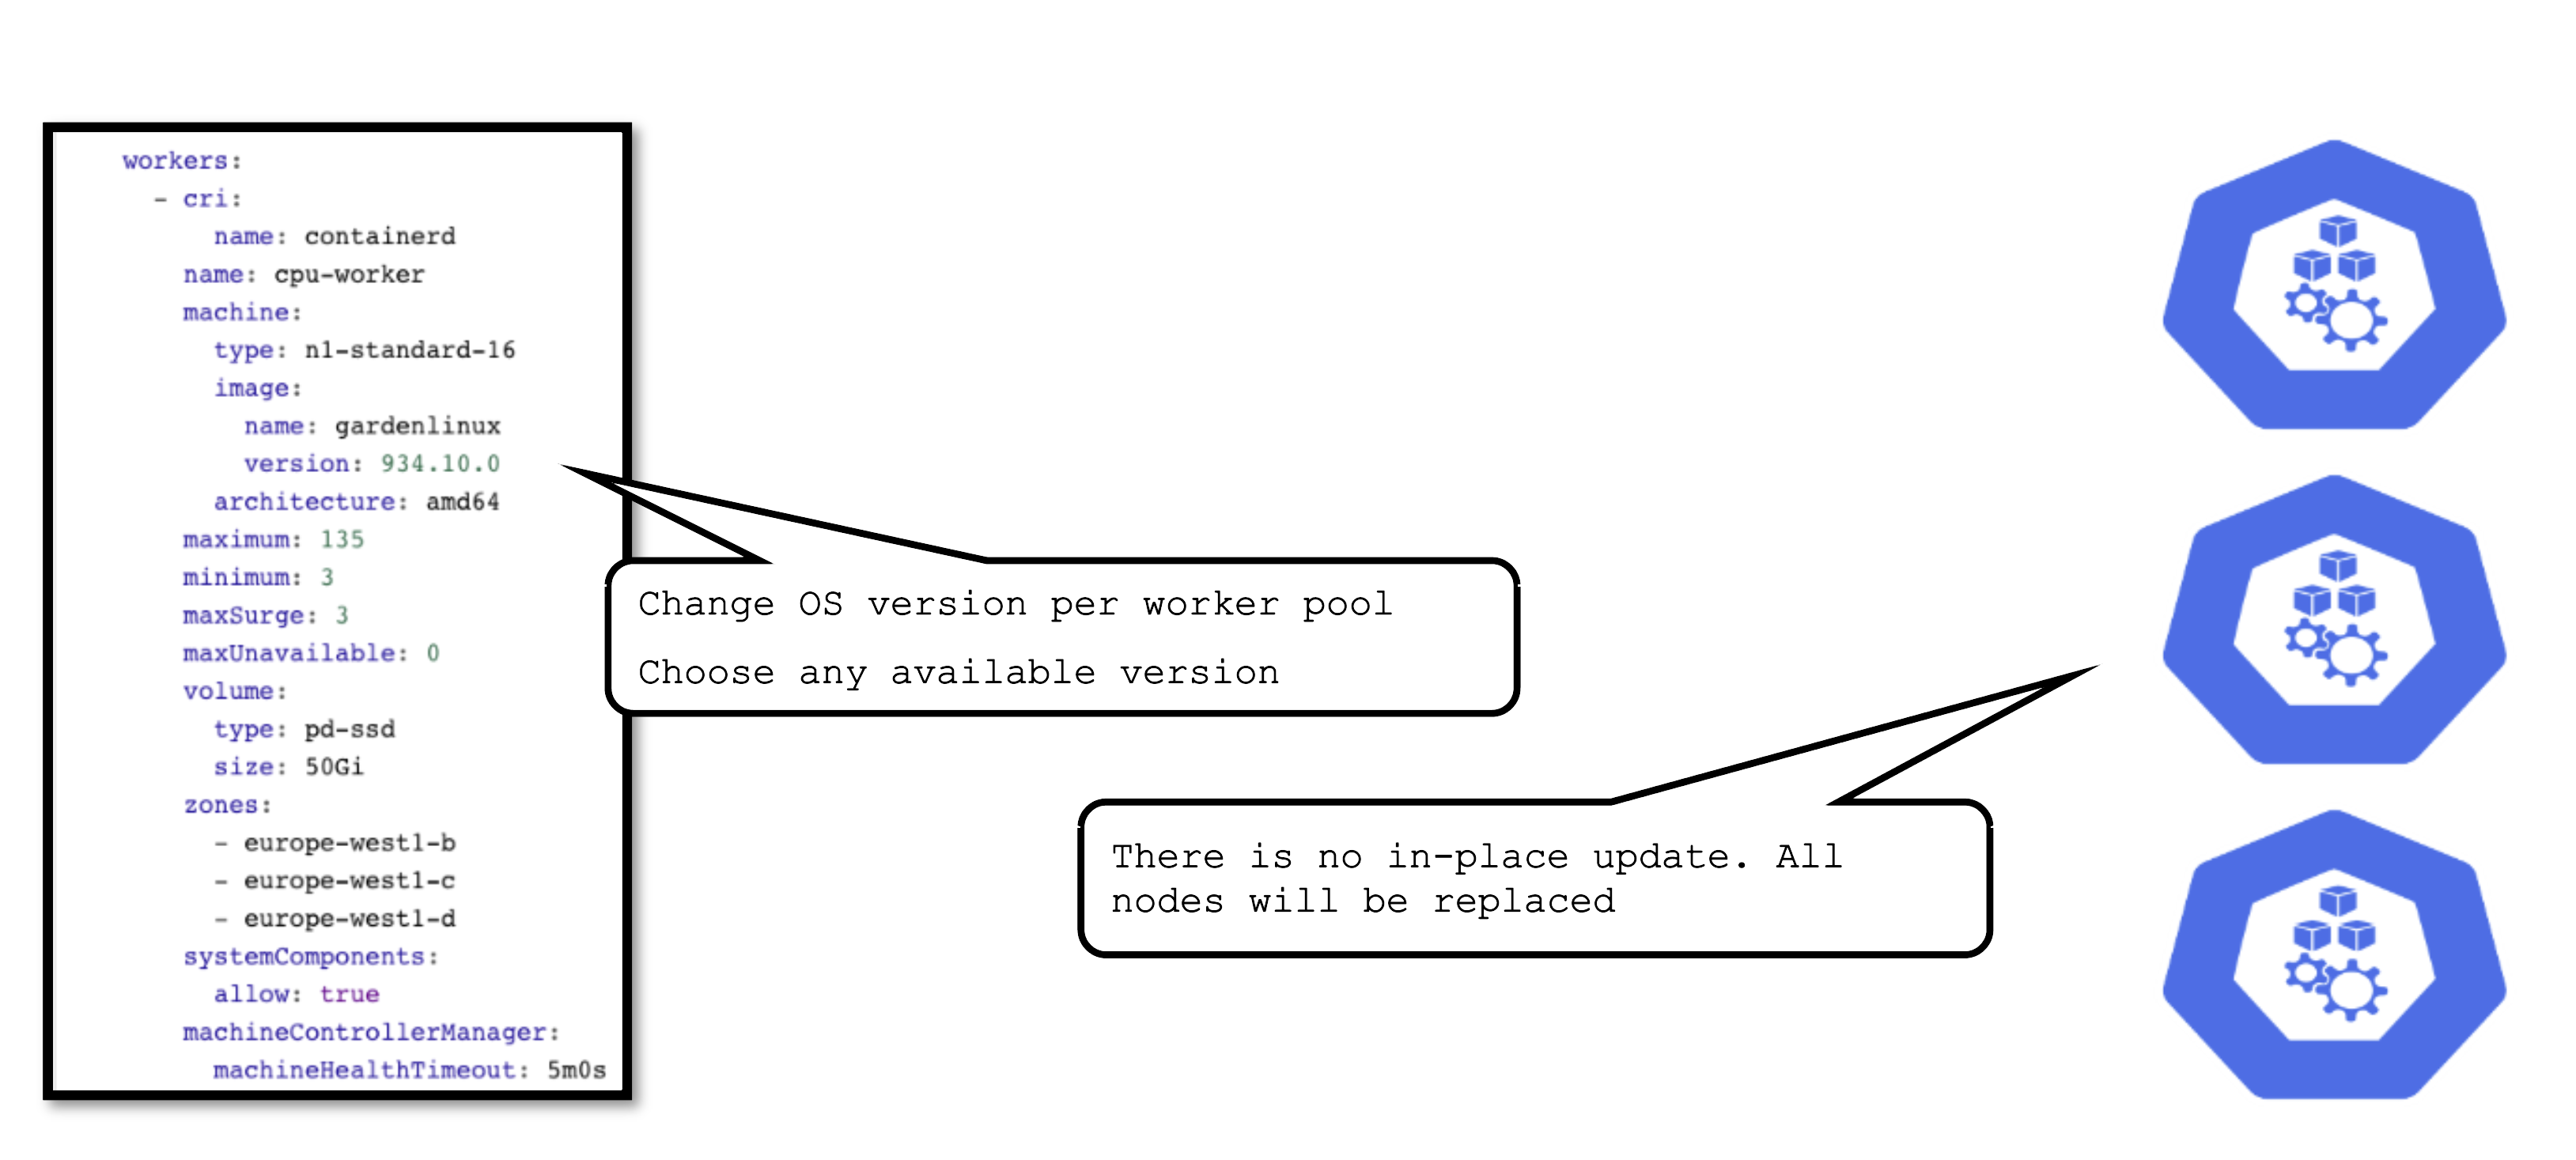 workers:
- cri:
name: containerd
name: cpu-worker
machine:
type: n1-standard-16
image:
name: gardenlinux
version: 934.10.0
architecture: amd64
maximum: 135
minimum: 3
maxSurge: 3
maxUnavailable: 0
volume:
type: pd-ssd
size: 50Gi
zones:
- europe-west1-b
- europe-west1-c
- europe-west1-d
systemComponents:
allow: true
machineControllerManager:
machineHealthTimeout: 5m0s
Change OS version per worker pool
Choose any available version
There is no in-place update. All
nodes will be replaced